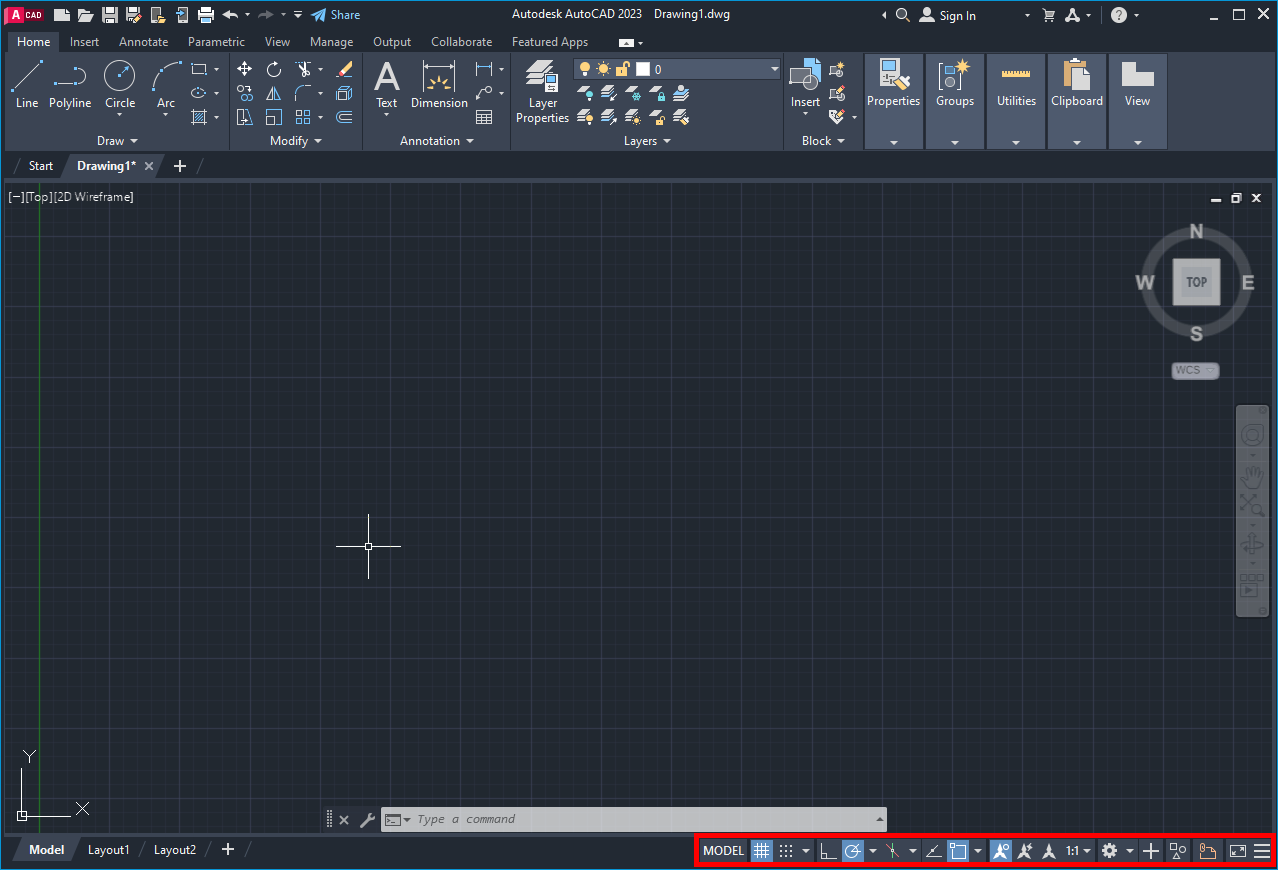 A CAD Share Autodesk AutoCAD 2023 Drawing1.dwg Sign In ?
Home Insert Annotate Parametric View Manage Output Collaborate Featured Apps
0
Line Polyline Circle Arc
A
Text Dimension
Layer
Properties
Insert
Properties Groups Utilities Clipboard View
Draw Modify Annotation Layers Block
Start Drawing1* +
[−][Top][2D Wireframe]
N
W TOP E
S
WCS
Y
X
Type a command
Model Layout1 Layout2 +
MODEL 1:1